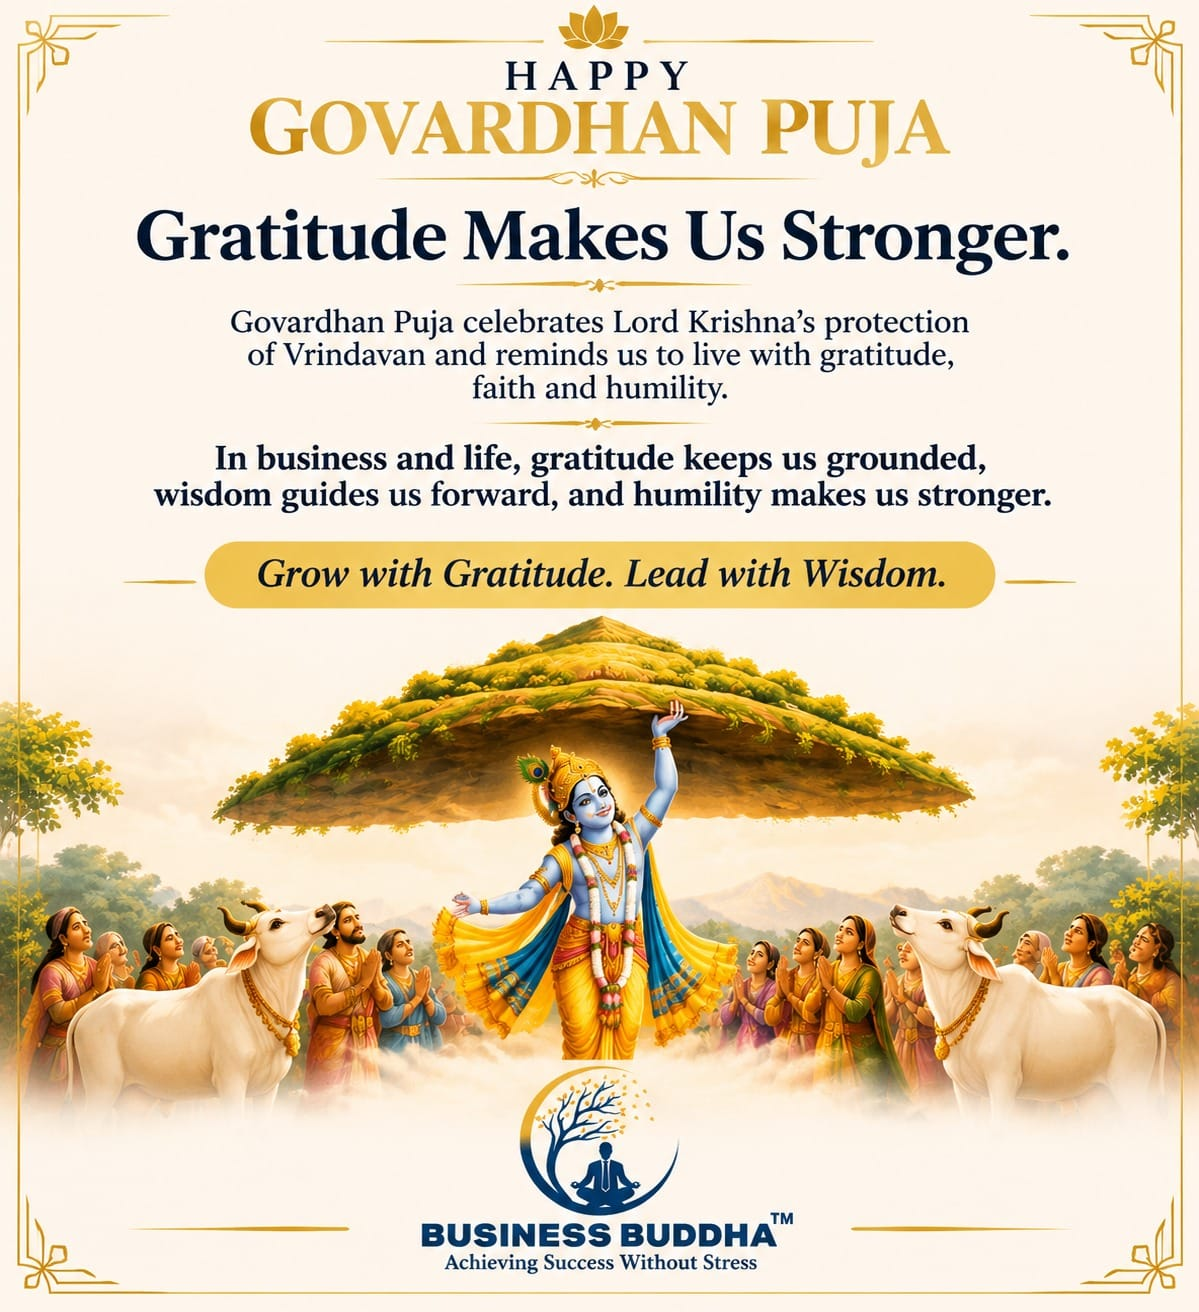 HAPPY
GOVARDHAN PUJA
Gratitude Makes Us Stronger.
Govardhan Puja celebrates Lord Krishna's protection
of Vrindavan and reminds us to live with gratitude,
faith and humility.
In business and life, gratitude keeps us grounded,
wisdom guides us forward, and humility makes us stronger.
Grow with Gratitude. Lead with Wisdom.
BUSINESS BUDDHA™
Achieving Success Without Stress